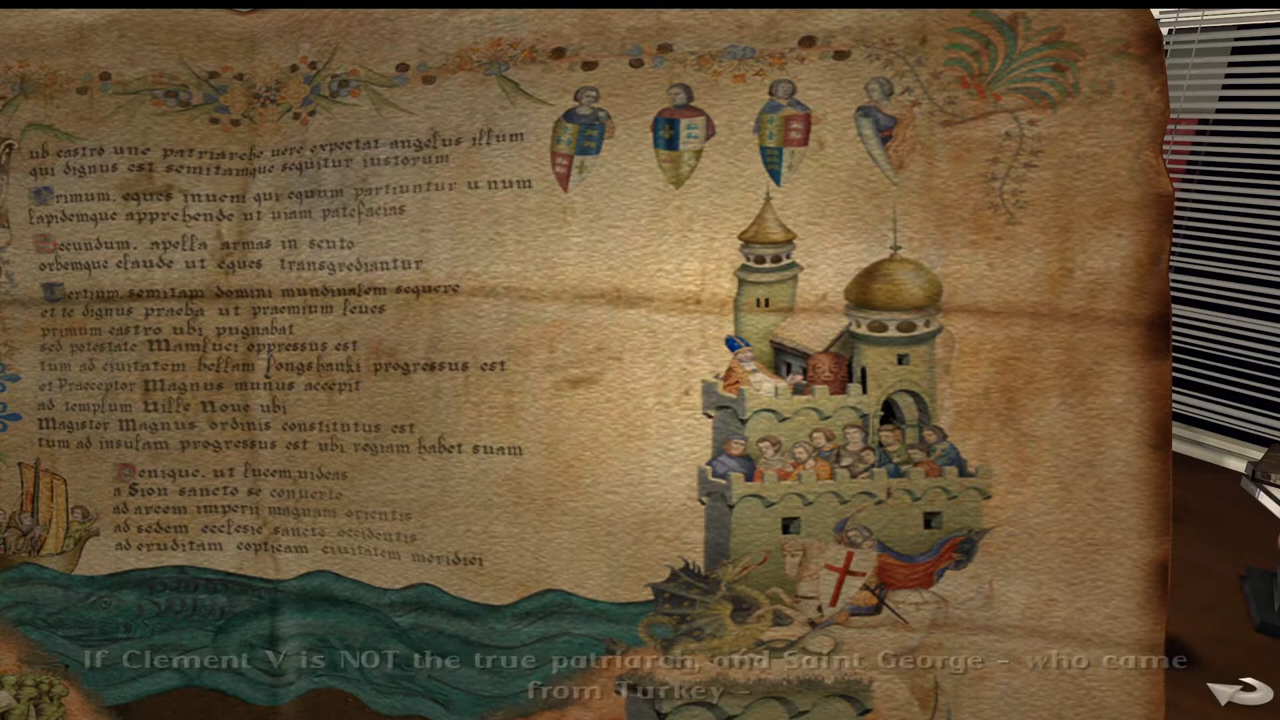 ub castro une patriarche uere expectat angelus illum
qui dignus est semitamque sequitur iustorum
Primum. eques inueni qui equum partiuntur unum
lapidemque apprehende ut uiam patefacias
Secundum. apella armas in scuto
orbemque claude ut eques transgrediantur
Tertium. semitam domini mundinalem sequere
et te dignus praeba ut praemium feues
primum castro ubi pugnabat
sed potestate Mamluci oppressus est
tum ad ciuitatem bellam Longshanki progressus est
et Praeceptor Magnus munus accepit
ad templum Uille Noue ubi
Magister Magnus ordinis constitutus est
tum ad insulam progressus est ubi regiam habet suam
Denique. ut lucem uideas
a Sion sancto se conuerte
ad arcem imperii magnam orientis
ad sedem ecclesie sancte occidentis
ad eruditam copticam ciuitatem meridiei
If Clement V is NOT the true patriarch, and Saint George - who came
from Turkey -